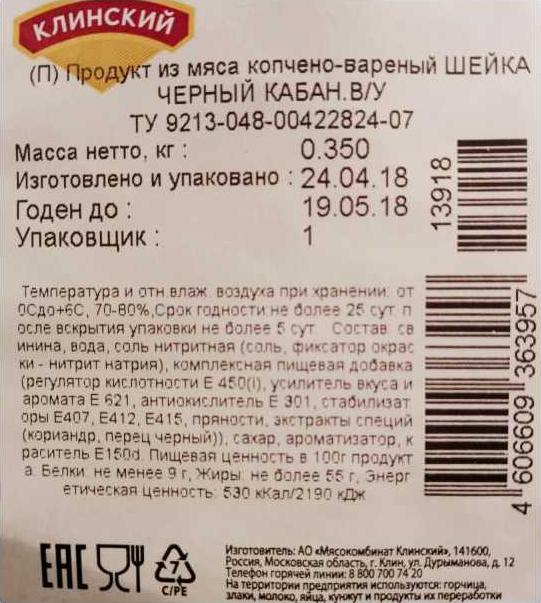 КЛИНСКИЙ
(П) Продукт из мяса копчено-вареный ШЕЙКА
ЧЕРНЫЙ КАБАН.В/У
ТУ 9213-048-00422824-07
Масса нетто, кг : 0.350
Изготовлено и упаковано : 24.04.18
Годен до : 19.05.18
Упаковщик : 1
13918
Температура и отн.влаж. воздуха при хранении: от
0Сдо+6С, 70-80%,Срок годности:не более 25 сут. п
осле вскрытия упаковки не более 5 сут. Состав: св
инина, вода, соль нитритная (соль, фиксатор окрас
ки - нитрит натрия), комплексная пищевая добавка
(регулятор кислотности Е 450(i), усилитель вкуса и
аромата Е 621, антиокислитель Е 301, стабилизат
оры Е407, Е412, Е415, пряности, экстракты специй
(кориандр, перец черный)), сахар, ароматизатор, к
раситель Е150d. Пищевая ценность в 100г продукт
а: Белки: не менее 9 г, Жиры: не более 55 г, Энерг
етическая ценность: 530 кКал/2190 кДж
4 606609 363957
ЕАС
C/PE
Изготовитель: АО «Мясокомбинат Клинский», 141600,
Россия, Московская область, г. Клин, ул. Дурыманова, д. 12
Телефон горячей линии: 8 800 700 74 20
На территории предприятия используются: горчица,
злаки, молоко, яйца, кунжут и продукты их переработки